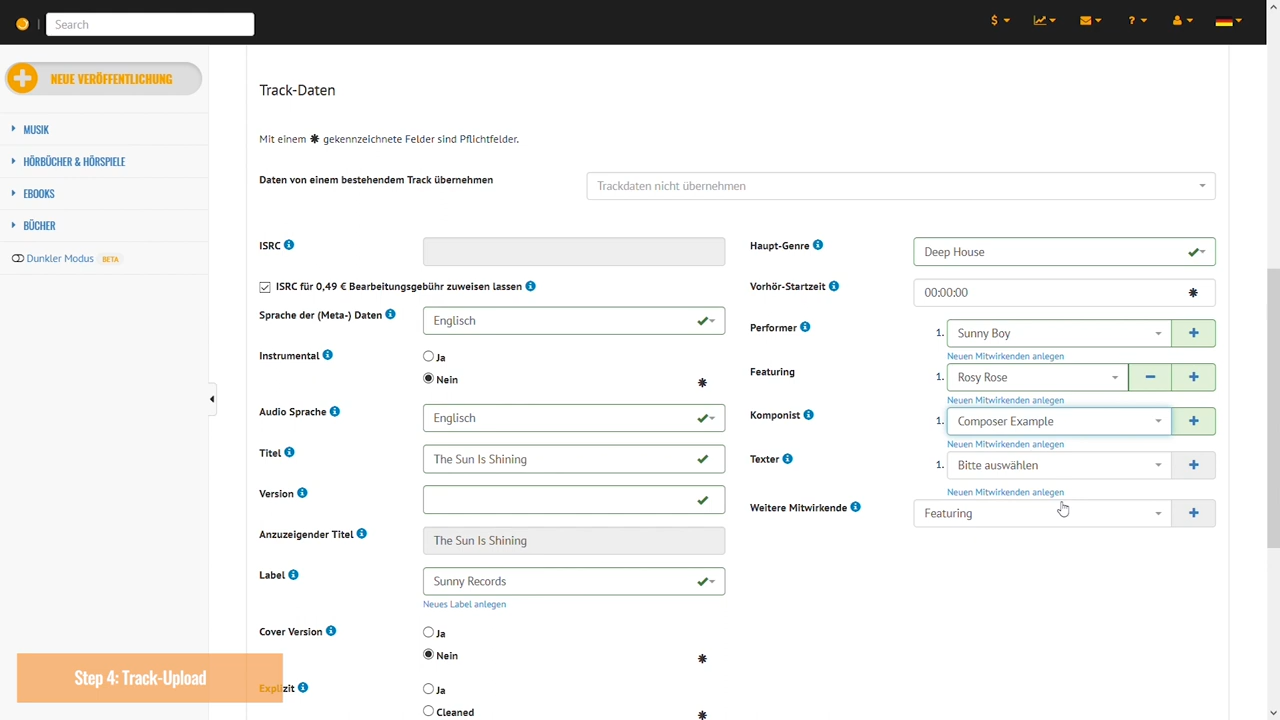 Search
$
?
NEUE VERÖFFENTLICHUNG
MUSIK
HÖRBÜCHER & HÖRSPIELE
EBOOKS
BÜCHER
Dunkler Modus BETA
Track-Daten
Mit einem ✱ gekennzeichnete Felder sind Pflichtfelder.
Daten von einem bestehendem Track übernehmen
Trackdaten nicht übernehmen
ISRC
ISRC für 0,49 € Bearbeitungsgebühr zuweisen lassen
Sprache der (Meta-) Daten
Englisch
Instrumental
Ja
Nein
Audio Sprache
Englisch
Titel
The Sun Is Shining
Version
Anzuzeigender Titel
The Sun Is Shining
Label
Sunny Records
Neues Label anlegen
Cover Version
Ja
Nein
Explizit
Ja
Cleaned
Haupt-Genre
Deep House
Vorhör-Startzeit
00:00:00
Performer
1. Sunny Boy
Neuen Mitwirkenden anlegen
Featuring
1. Rosy Rose
Neuen Mitwirkenden anlegen
Komponist
1. Composer Example
Neuen Mitwirkenden anlegen
Texter
1. Bitte auswählen
Neuen Mitwirkenden anlegen
Weitere Mitwirkende
Featuring
Step 4: Track-Upload